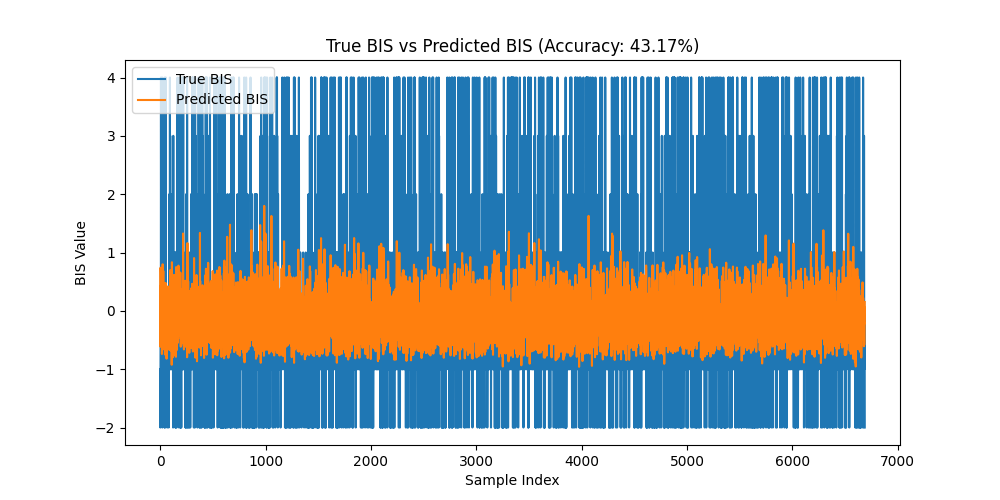 True BIS vs Predicted BIS (Accuracy: 43.17%)
True BIS
Predicted BIS
BIS Value
4
3
2
1
0
−1
−2
0 1000 2000 3000 4000 5000 6000 7000
Sample Index